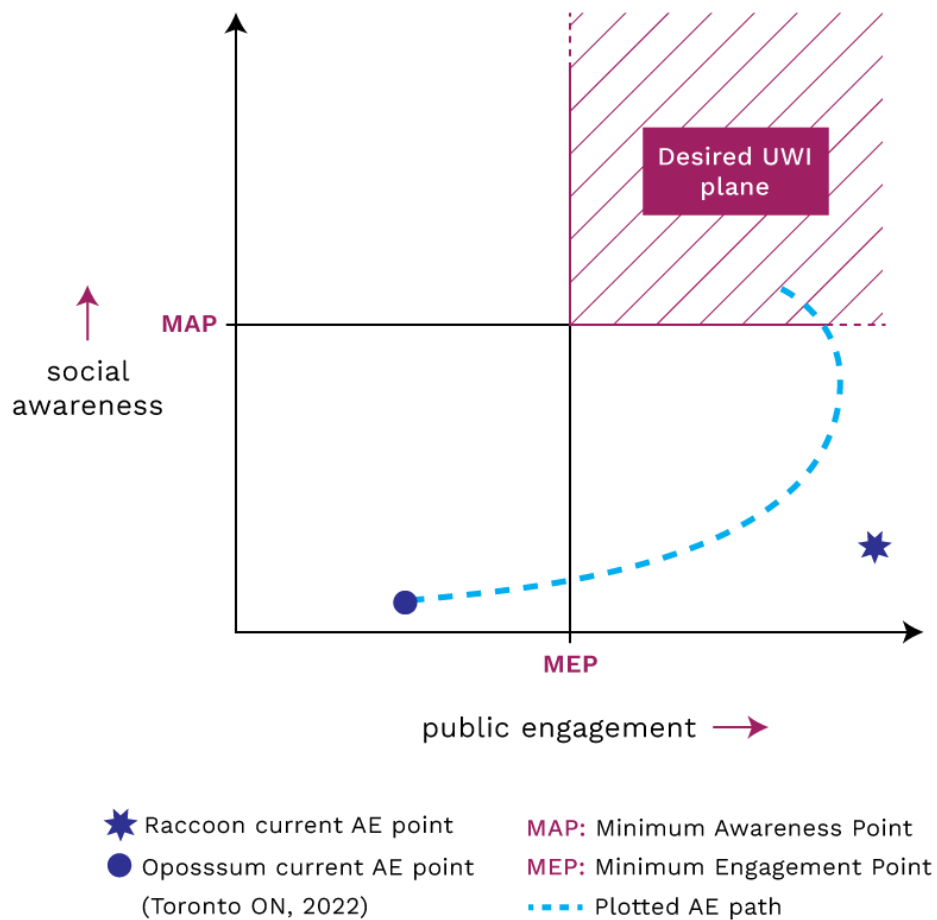 Desired UWI
plane
MAP
social
awareness
MEP
public engagement
Raccoon current AE point
Oposssum current AE point
(Toronto ON, 2022)
MAP: Minimum Awareness Point
MEP: Minimum Engagement Point
Plotted AE path